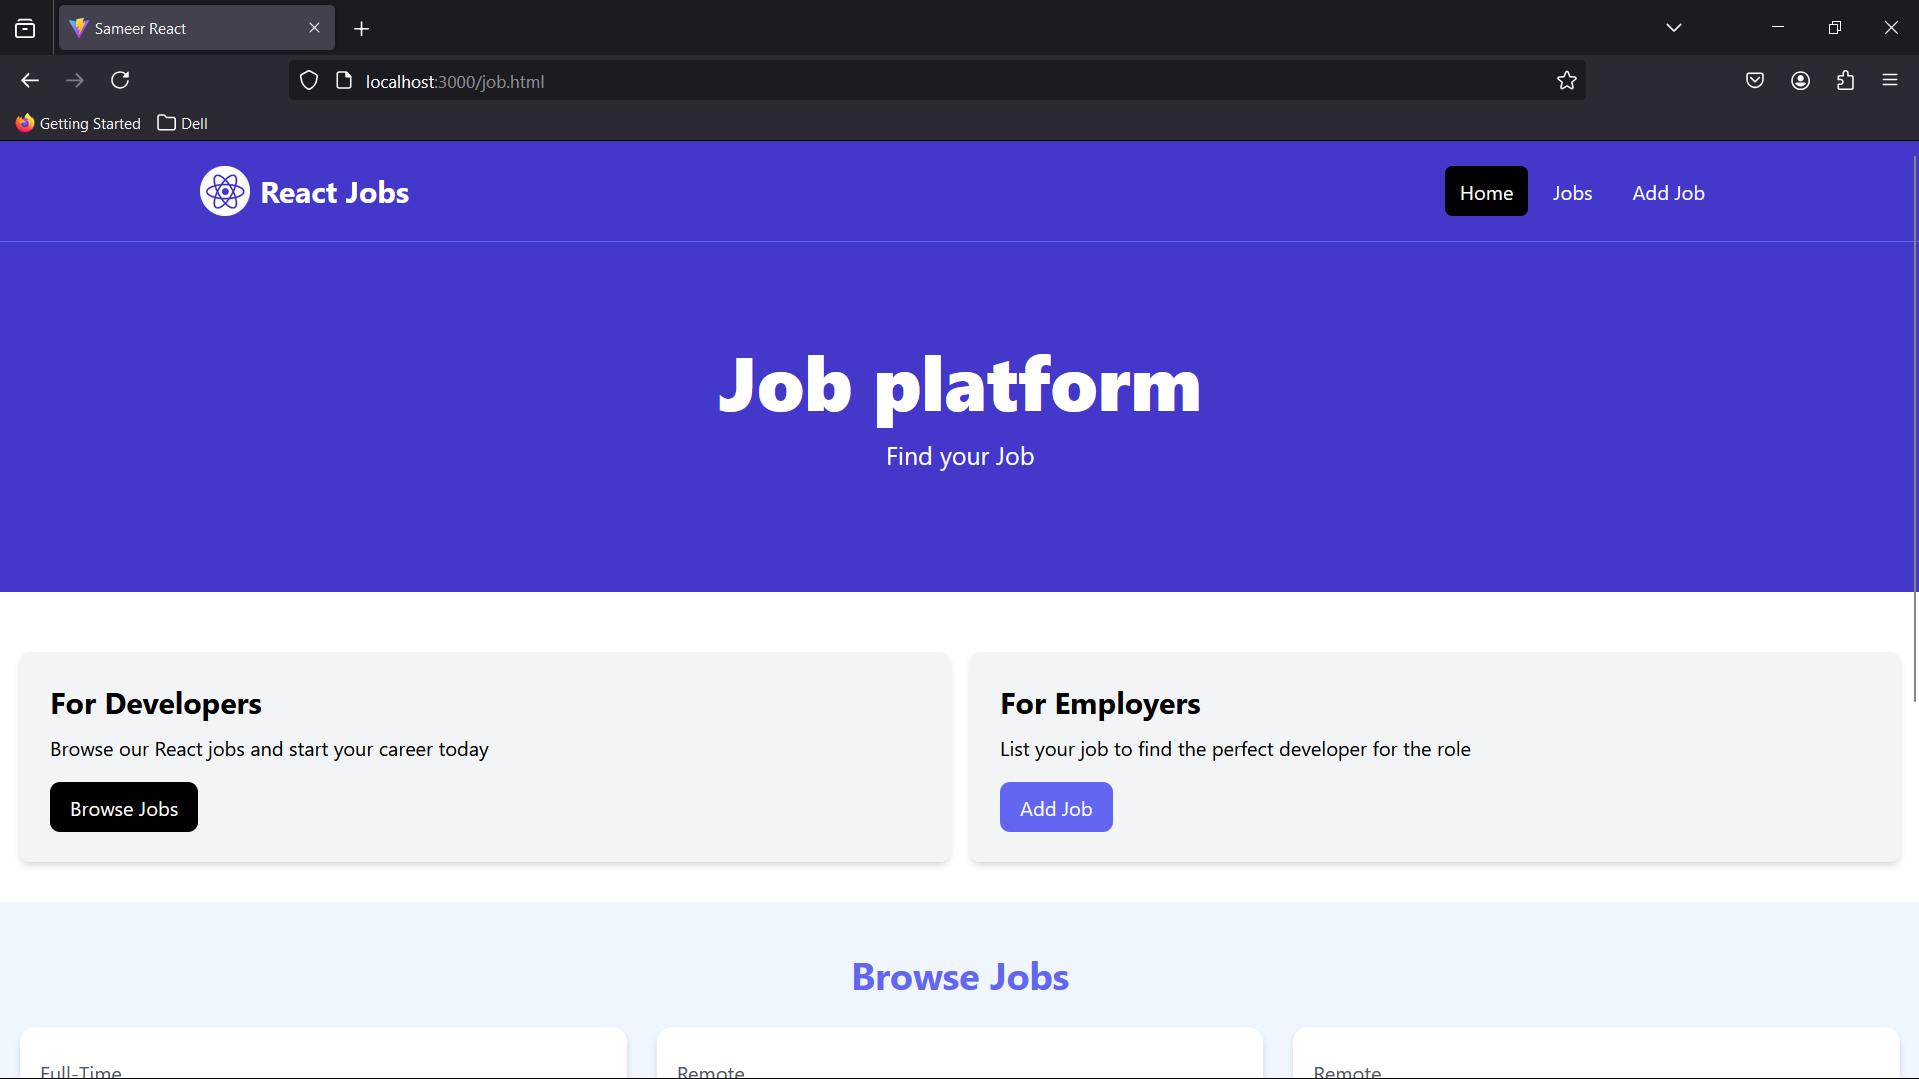 Sameer React
localhost:3000/job.html
Getting Started Dell
React Jobs
Home Jobs Add Job
Job platform
Find your Job
For Developers
Browse our React jobs and start your career today
Browse Jobs
For Employers
List your job to find the perfect developer for the role
Add Job
Browse Jobs
Full-Time
Remote
Remote